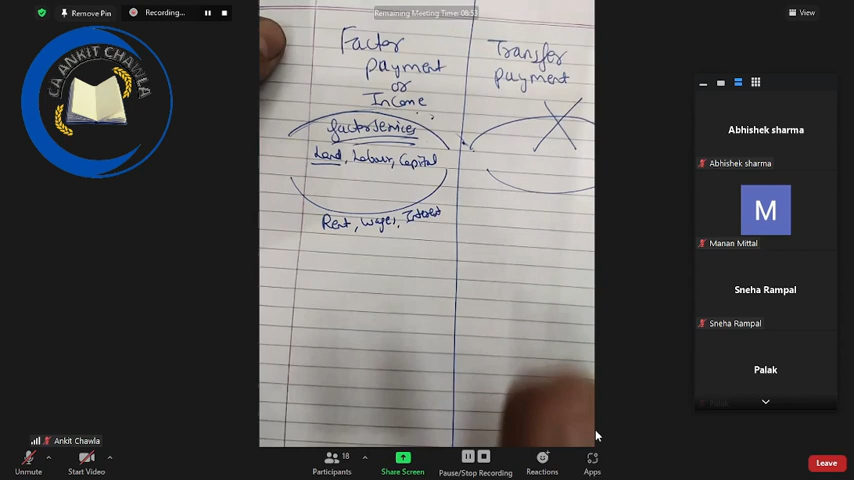 Remove Pin
Recording...
Remaining Meeting Time: 08:53
View
CA ANKIT CHAWLA
Factor
payment
or
Income
Transfer
payment
factor services
Land, Labour, Capital
Rent, wages, Interest
Abhishek sharma
Abhishek sharma
M
Manan Mittal
Sneha Rampal
Sneha Rampal
Palak
Palak
Ankit Chawla
Unmute
Start Video
18
Participants
Share Screen
Pause/Stop Recording
Reactions
Apps
Leave